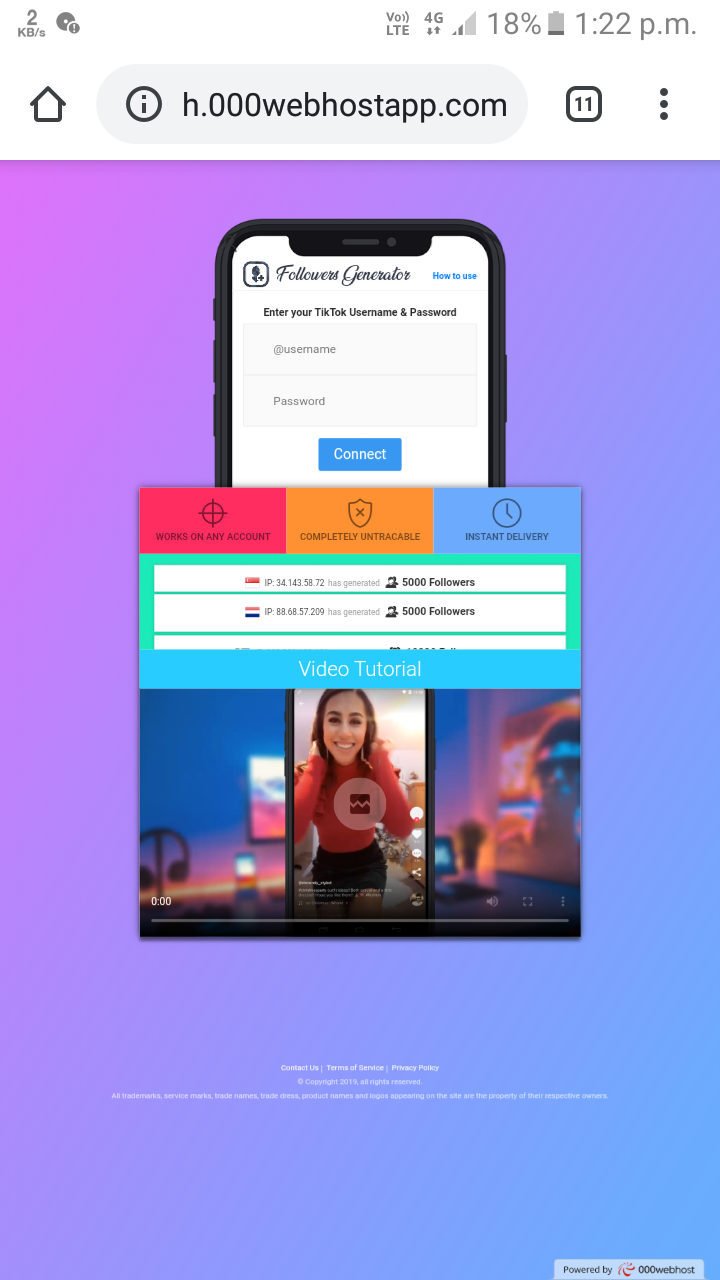 2
KB/s
Vo)) LTE 4G 18% 1:22 p.m.
h.000webhostapp.com
11
Followers Generator
How to use
Enter your TikTok Username & Password
@username
Password
Connect
WORKS ON ANY ACCOUNT
COMPLETELY UNTRACABLE
INSTANT DELIVERY
IP: 34.143.58.72 has generated 5000 Followers
IP: 88.68.57.209 has generated 5000 Followers
Video Tutorial
0:00
Contact Us | Terms of Service | Privacy Policy
© Copyright 2019, all rights reserved.
All trademarks, service marks, trade names, trade dress, product names and logos appearing on the site are the property of their respective owners.
Powered by 000webhost